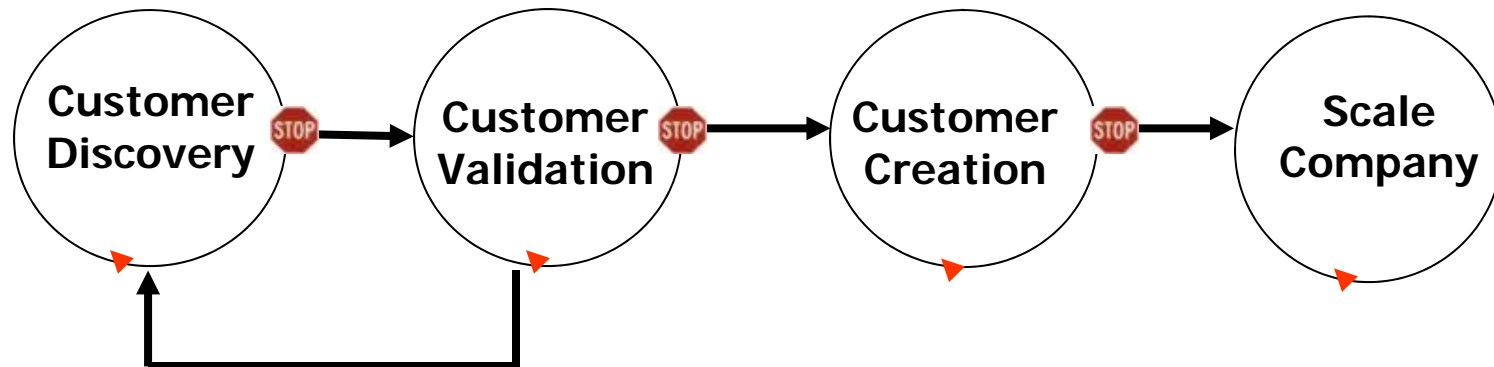 Customer
Discovery
STOP
Customer
Validation
STOP
Customer
Creation
STOP
Scale
Company